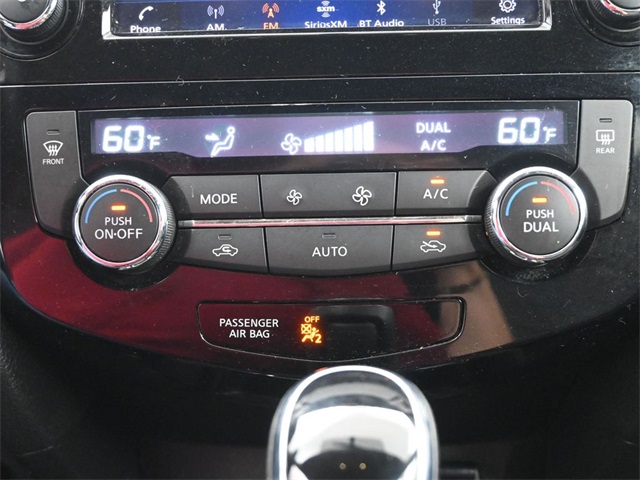 Phone AM FM SiriusXM BT Audio USB Settings
60°F DUAL A/C 60°F
FRONT
REAR
PUSH ON-OFF
MODE
A/C
PUSH DUAL
AUTO
PASSENGER AIR BAG
OFF
2